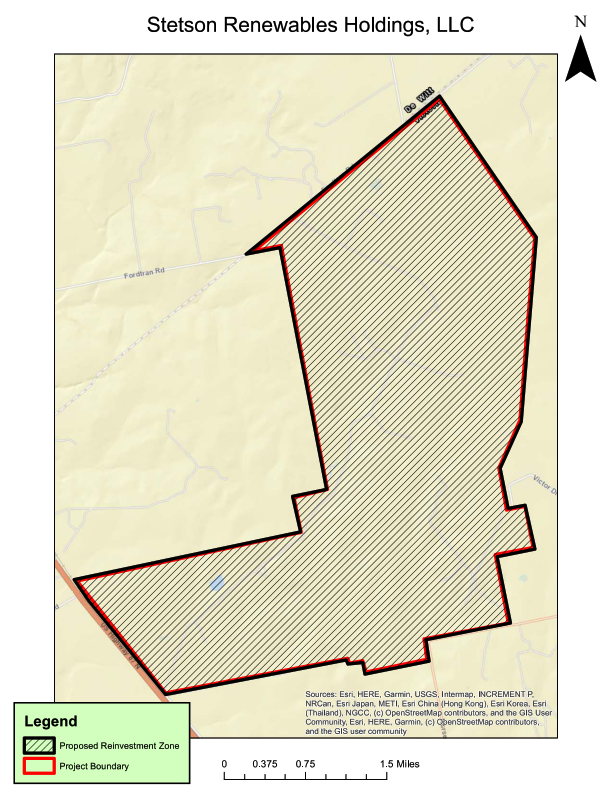 Stetson Renewables Holdings, LLC
N
De Witt
Fordtran Rd
Victor D
Sources: Esri, HERE, Garmin, USGS, Intermap, INCREMENT P,
NRCan, Esri Japan, METI, Esri China (Hong Kong), Esri Korea, Esri
(Thailand), NGCC, (c) OpenStreetMap contributors, and the GIS User
Community, Esri, HERE, Garmin, (c) OpenStreetMap contributors,
and the GIS user community
Legend
Proposed Reinvestment Zone
Project Boundary
0 0.375 0.75 1.5 Miles